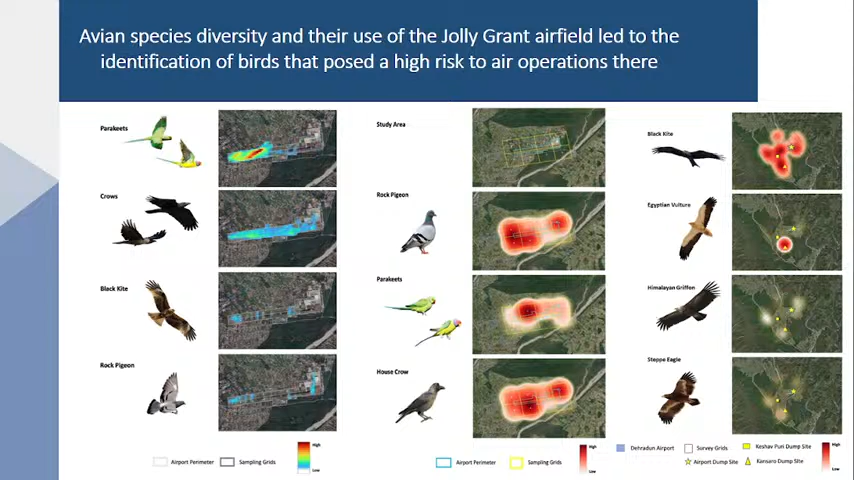 Avian species diversity and their use of the Jolly Grant airfield led to the
identification of birds that posed a high risk to air operations there
Parakeets
Crows
Black Kite
Rock Pigeon
Airport Perimeter
Sampling Grids
High
Low
Study Area
Rock Pigeon
Parakeets
House Crow
Airport Perimeter
Sampling Grids
High
Low
Black Kite
Egyptian Vulture
Himalayan Griffon
Steppe Eagle
Dehradun Airport
Survey Grids
Keshav Puri Dump Site
Airport Dump Site
Kansaro Dump Site
High
Low